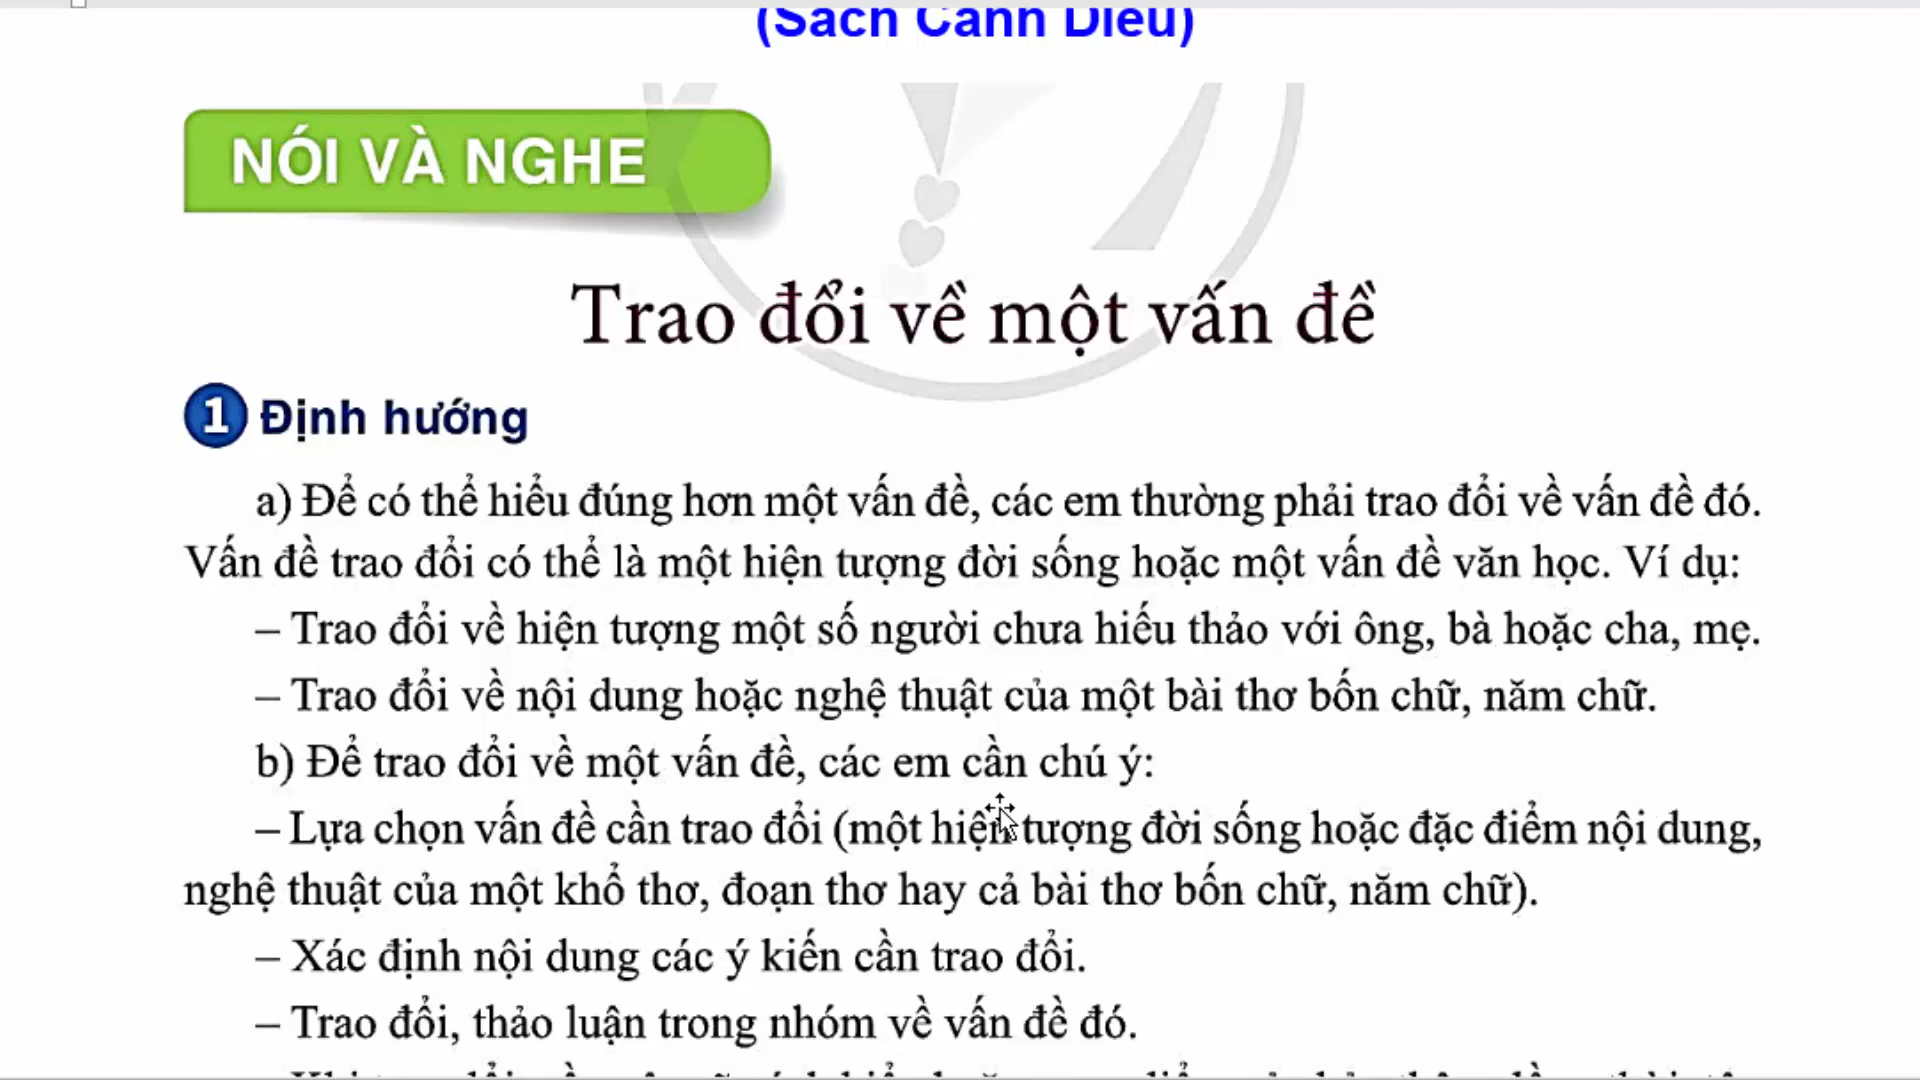 (Sách Cánh Diều)
NÓI VÀ NGHE
Trao đổi về một vấn đề
1 Định hướng
a) Để có thể hiểu đúng hơn một vấn đề, các em thường phải trao đổi về vấn đề đó.
Vấn đề trao đổi có thể là một hiện tượng đời sống hoặc một vấn đề văn học. Ví dụ:
– Trao đổi về hiện tượng một số người chưa hiếu thảo với ông, bà hoặc cha, mẹ.
– Trao đổi về nội dung hoặc nghệ thuật của một bài thơ bốn chữ, năm chữ.
b) Để trao đổi về một vấn đề, các em cần chú ý:
– Lựa chọn vấn đề cần trao đổi (một hiện tượng đời sống hoặc đặc điểm nội dung,
nghệ thuật của một khổ thơ, đoạn thơ hay cả bài thơ bốn chữ, năm chữ).
– Xác định nội dung các ý kiến cần trao đổi.
– Trao đổi, thảo luận trong nhóm về vấn đề đó.